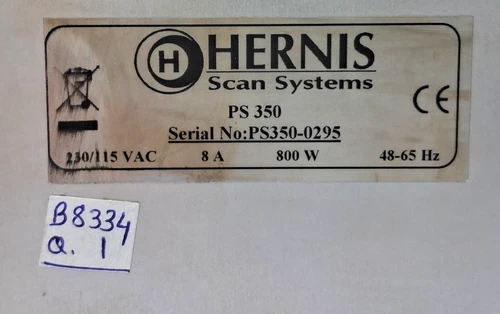 H HERNIS
Scan Systems
PS 350
Serial No:PS350-0295
230/115 VAC 8 A 800 W 48-65 Hz
CE
B8334
Q. 1